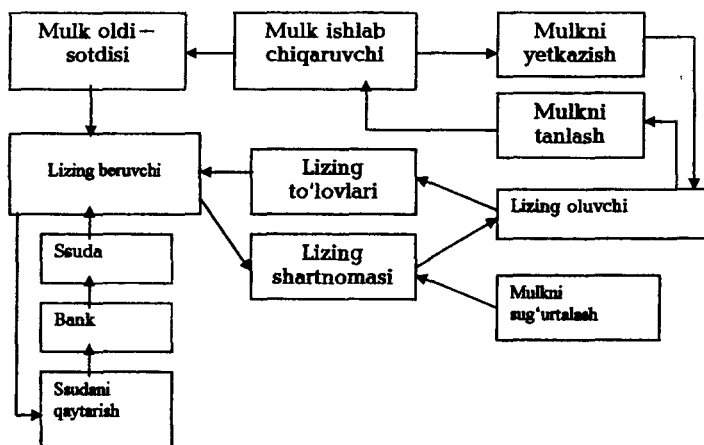 Mulk oldi—
sotdisi
Mulk ishlab
chiqaruvchi
Mulkni
yetkazish
Mulkni
tanlash
Lizing beruvchi
Lizing
to‘lovlari
Lizing oluvchi
Ssuda
Lizing
shartnomasi
Mulkni
sug‘urtalash
Bank
Ssudani
qaytarish